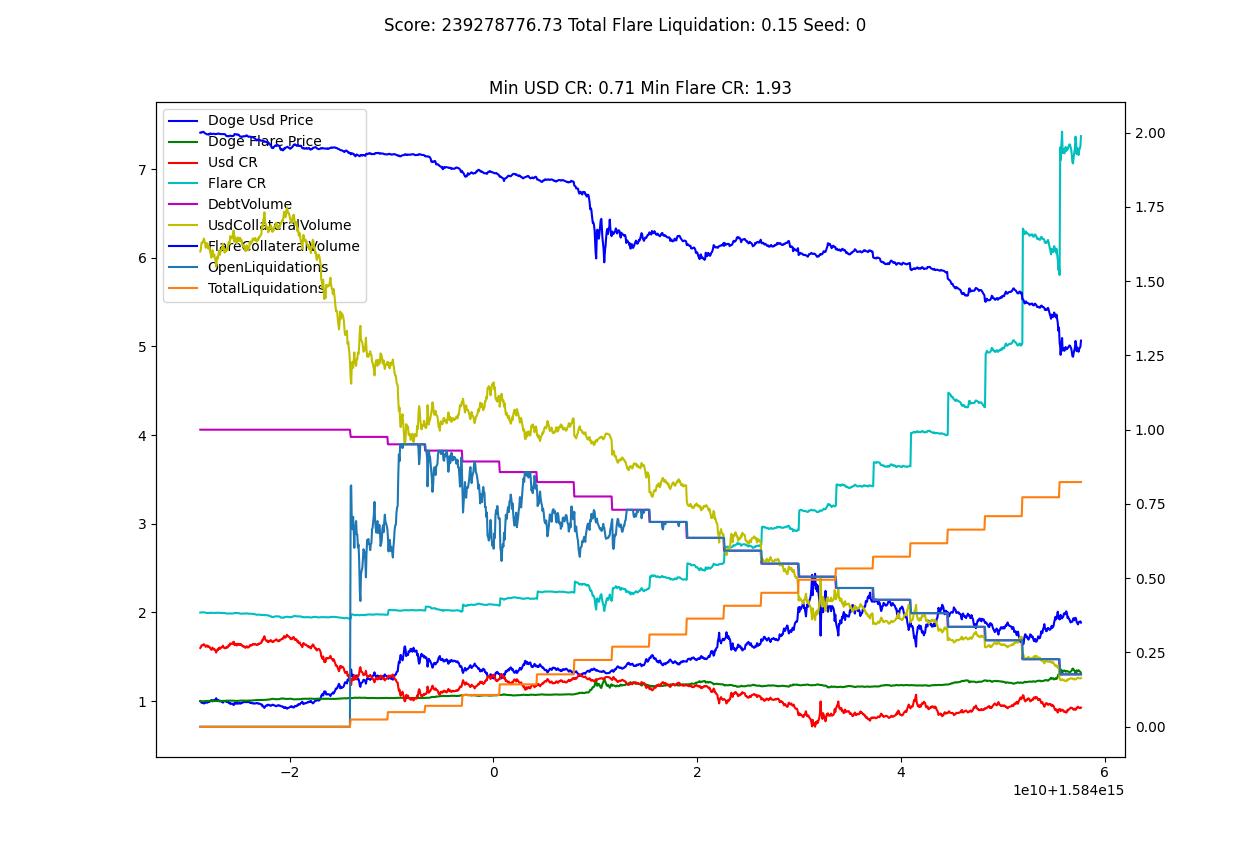 Score: 239278776.73 Total Flare Liquidation: 0.15 Seed: 0
Min USD CR: 0.71 Min Flare CR: 1.93
Doge Usd Price
Doge Flare Price
Usd CR
Flare CR
DebtVolume
UsdCollateralVolume
FlareCollateralVolume
OpenLiquidations
TotalLiquidations
7
6
5
4
3
2
1
2.00
1.75
1.50
1.25
1.00
0.75
0.50
0.25
0.00
−2
0
2
4
6
1e10+1.584e15